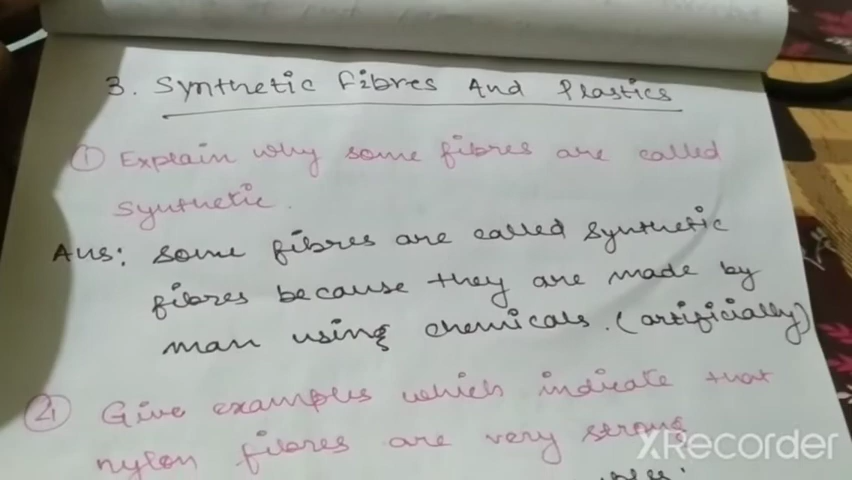 3. Synthetic Fibres And Plastics
① Explain why some fibres are called
synthetic.
Ans: Some fibres are called synthetic
fibres because they are made by
man using chemicals. (artificially)
② Give examples which indicate that
nylon fibres are very strong
XRecorder